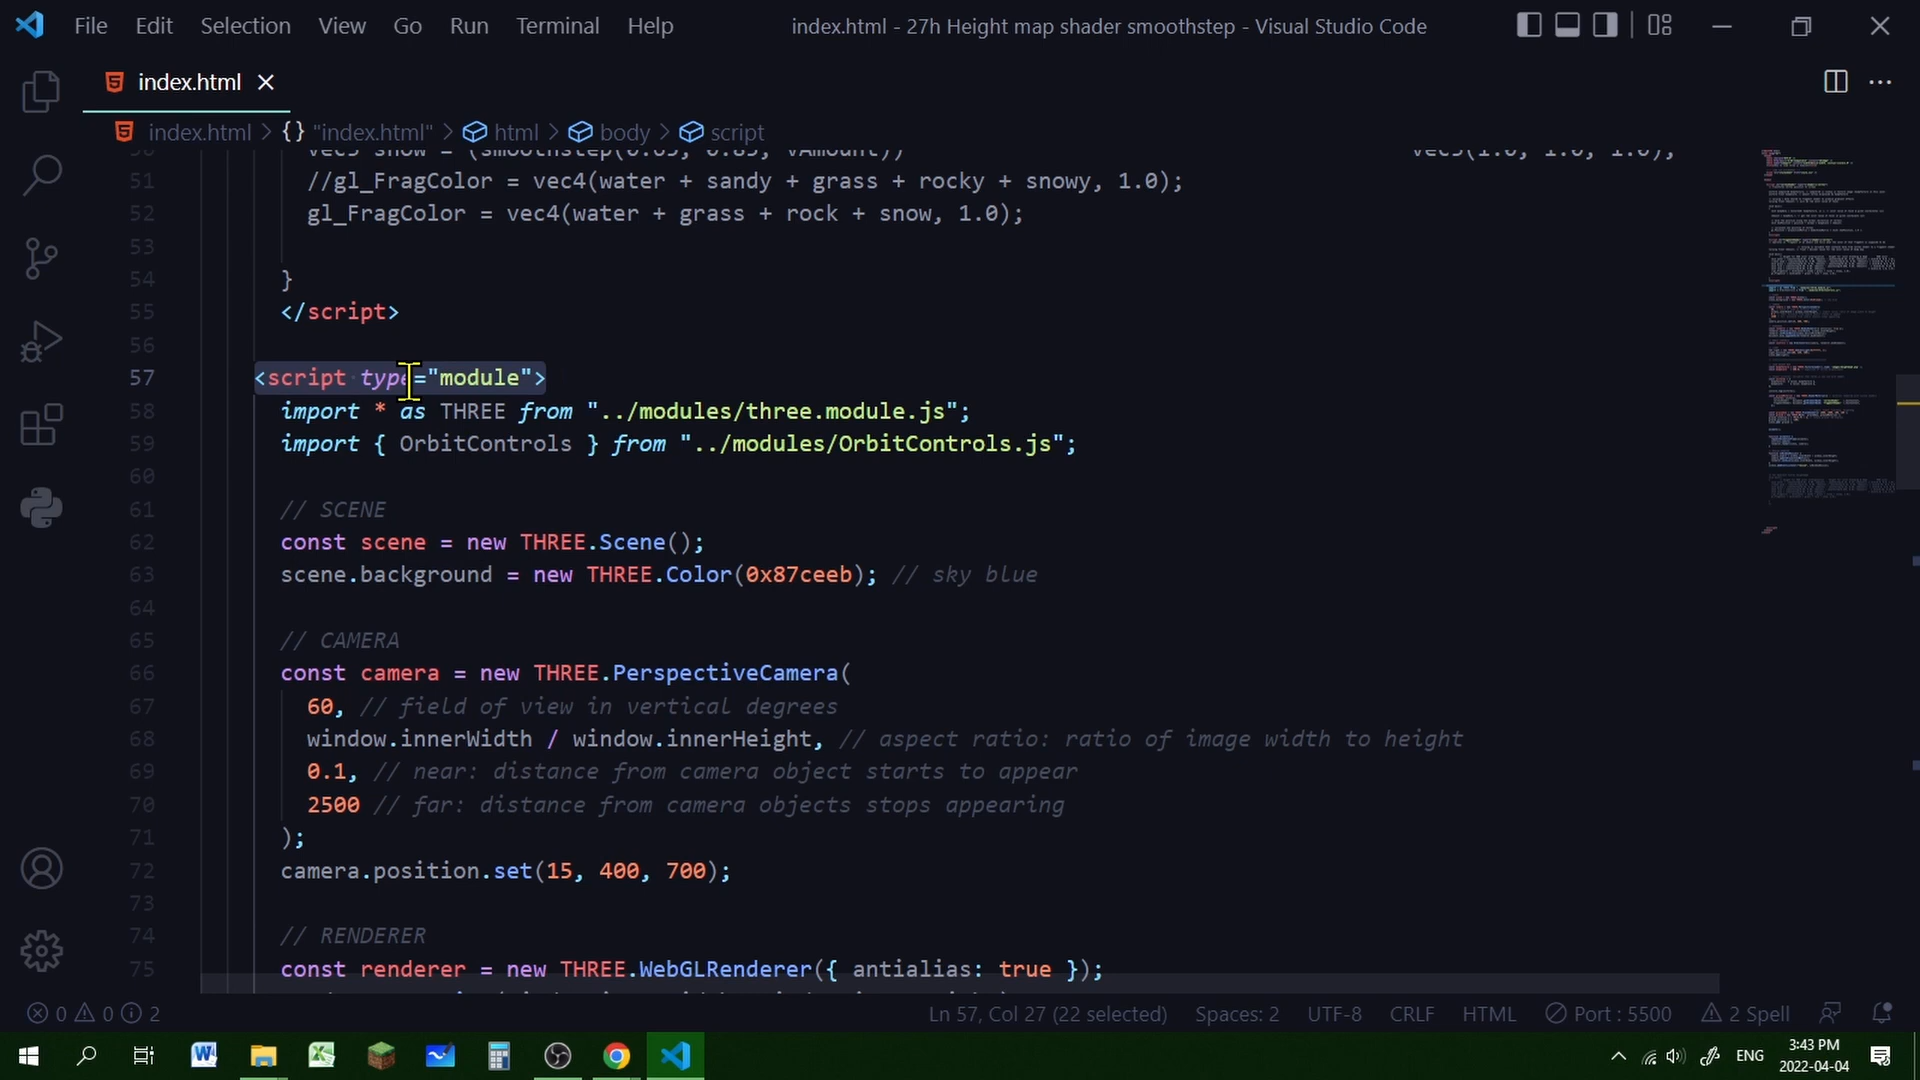 File Edit Selection View Go Run Terminal Help
index.html - 27h Height map shader smoothstep - Visual Studio Code
index.html
index.html > {} "index.html" > html > body > script
51 //gl_FragColor = vec4(water + sandy + grass + rocky + snowy, 1.0);
52 gl_FragColor = vec4(water + grass + rock + snow, 1.0);
53
54 }
55 </script>
56
57 <script type="module">
58 import * as THREE from "../modules/three.module.js";
59 import { OrbitControls } from "../modules/OrbitControls.js";
60
61 // SCENE
62 const scene = new THREE.Scene();
63 scene.background = new THREE.Color(0x87ceeb); // sky blue
64
65 // CAMERA
66 const camera = new THREE.PerspectiveCamera(
67 60, // field of view in vertical degrees
68 window.innerWidth / window.innerHeight, // aspect ratio: ratio of image width to height
69 0.1, // near: distance from camera object starts to appear
70 2500 // far: distance from camera objects stops appearing
71 );
72 camera.position.set(15, 400, 700);
73
74 // RENDERER
75 const renderer = new THREE.WebGLRenderer({ antialias: true });
0 0 2 Ln 57, Col 27 (22 selected) Spaces: 2 UTF-8 CRLF HTML Port : 5500 2 Spell
ENG 3:43 PM
2022-04-04